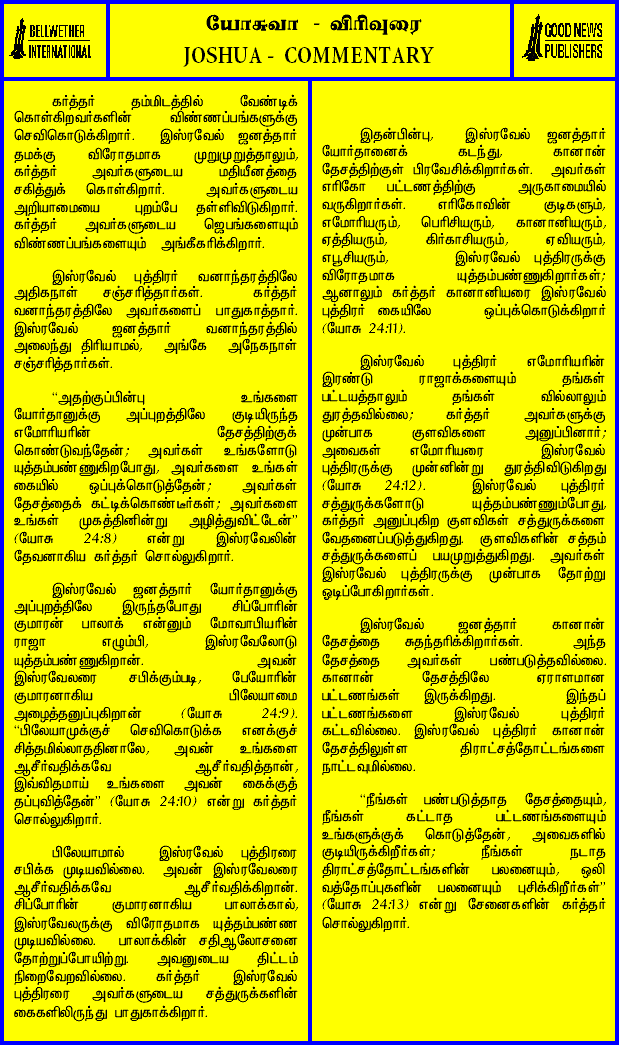 BELLWETHER
INTERNATIONAL
யோசுவா - விரிவுரை
JOSHUA - COMMENTARY
GOOD NEWS
PUBLISHERS
கர்த்தர் தம்மிடத்தில் வேண்டிக்
கொள்கிறவர்களின் விண்ணப்பங்களுக்கு
செவிகொடுக்கிறார். இஸ்ரவேல் ஜனத்தார்
தமக்கு விரோதமாக முறுமுறுத்தாலும்,
கர்த்தர் அவர்களுடைய மதியீனத்தை
சகித்துக் கொள்கிறார். அவர்களுடைய
அறியாமையை புறம்பே தள்ளிவிடுகிறார்.
கர்த்தர் அவர்களுடைய ஜெபங்களையும்
விண்ணப்பங்களையும் அங்கீகரிக்கிறார்.
இஸ்ரவேல் புத்திரர் வனாந்தரத்திலே
அதிகநாள் சஞ்சரித்தார்கள். கர்த்தர்
வனாந்தரத்திலே அவர்களைப் பாதுகாத்தார்.
இஸ்ரவேல் ஜனத்தார் வனாந்தரத்தில்
அலைந்து திரியாமல், அங்கே அநேகநாள்
சஞ்சரித்தார்கள்.
“அதற்குப்பின்பு உங்களை
யோர்தானுக்கு அப்புறத்திலே குடியிருந்த
எமோரியரின் தேசத்திற்குக்
கொண்டுவந்தேன்; அவர்கள் உங்களோடு
யுத்தம்பண்ணுகிறபோது, அவர்களை உங்கள்
கையில் ஒப்புக்கொடுத்தேன்; அவர்கள்
தேசத்தைக் கட்டிக்கொண்டீர்கள்; அவர்களை
உங்கள் முகத்தினின்று அழித்துவிட்டேன்”
(யோசு 24:8) என்று இஸ்ரவேலின்
தேவனாகிய கர்த்தர் சொல்லுகிறார்.
இஸ்ரவேல் ஜனத்தார் யோர்தானுக்கு
அப்புறத்திலே இருந்தபோது சிப்போரின்
குமாரன் பாலாக் என்னும் மோவாபியரின்
ராஜா எழும்பி, இஸ்ரவேலோடு
யுத்தம்பண்ணுகிறான். அவன்
இஸ்ரவேலரை சபிக்கும்படி, பேயோரின்
குமாரனாகிய பிலேயாமை
அழைத்தனுப்புகிறான் (யோசு 24:9).
“பிலேயாமுக்குச் செவிகொடுக்க எனக்குச்
சித்தமில்லாததினாலே, அவன் உங்களை
ஆசீர்வதிக்கவே ஆசீர்வதித்தான்,
இவ்விதமாய் உங்களை அவன் கைக்குத்
தப்புவித்தேன்” (யோசு 24:10) என்று கர்த்தர்
சொல்லுகிறார்.
பிலேயாமால் இஸ்ரவேல் புத்திரரை
சபிக்க முடியவில்லை. அவன் இஸ்ரவேலரை
ஆசீர்வதிக்கவே ஆசீர்வதிக்கிறான்.
சிப்போரின் குமாரனாகிய பாலாக்கால்,
இஸ்ரவேலருக்கு விரோதமாக யுத்தம்பண்ண
முடியவில்லை. பாலாக்கின் சதிஆலோசனை
தோற்றுப்போயிற்று. அவனுடைய திட்டம்
நிறைவேறவில்லை. கர்த்தர் இஸ்ரவேல்
புத்திரரை அவர்களுடைய சத்துருக்களின்
கைகளிலிருந்து பாதுகாக்கிறார்.
இதன்பின்பு, இஸ்ரவேல் ஜனத்தார்
யோர்தானைக் கடந்து, கானான்
தேசத்திற்குள் பிரவேசிக்கிறார்கள். அவர்கள்
எரிகோ பட்டணத்திற்கு அருகாமையில்
வருகிறார்கள். எரிகோவின் குடிகளும்,
எமோரியரும், பெரிசியரும், கானானியரும்,
ஏத்தியரும், கிர்காசியரும், ஏவியரும்,
எபூசியரும், இஸ்ரவேல் புத்திரருக்கு
விரோதமாக யுத்தம்பண்ணுகிறார்கள்;
ஆனாலும் கர்த்தர் கானானியரை இஸ்ரவேல்
புத்திரர் கையிலே ஒப்புக்கொடுக்கிறார்
(யோசு 24:11).
இஸ்ரவேல் புத்திரர் எமோரியரின்
இரண்டு ராஜாக்களையும் தங்கள்
பட்டயத்தாலும் தங்கள் வில்லாலும்
துரத்தவில்லை; கர்த்தர் அவர்களுக்கு
முன்பாக குளவிகளை அனுப்பினார்;
அவைகள் எமோரியரை இஸ்ரவேல்
புத்திரருக்கு முன்னின்று துரத்திவிடுகிறது
(யோசு 24:12). இஸ்ரவேல் புத்திரர்
சத்துருக்களோடு யுத்தம்பண்ணும்போது,
கர்த்தர் அனுப்புகிற குளவிகள் சத்துருக்களை
வேதனைப்படுத்துகிறது. குளவிகளின் சத்தம்
சத்துருக்களைப் பயமுறுத்துகிறது. அவர்கள்
இஸ்ரவேல் புத்திரருக்கு முன்பாக தோற்று
ஓடிப்போகிறார்கள்.
இஸ்ரவேல் ஜனத்தார் கானான்
தேசத்தை சுதந்தரிக்கிறார்கள். அந்த
தேசத்தை அவர்கள் பண்படுத்தவில்லை.
கானான் தேசத்திலே ஏராளமான
பட்டணங்கள் இருக்கிறது. இந்தப்
பட்டணங்களை இஸ்ரவேல் புத்திரர்
கட்டவில்லை. இஸ்ரவேல் புத்திரர் கானான்
தேசத்திலுள்ள திராட்சத்தோட்டங்களை
நாட்டவுமில்லை.
“நீங்கள் பண்படுத்தாத தேசத்தையும்,
நீங்கள் கட்டாத பட்டணங்களையும்
உங்களுக்குக் கொடுத்தேன், அவைகளில்
குடியிருக்கிறீர்கள்; நீங்கள் நடாத
திராட்சத்தோட்டங்களின் பலனையும், ஒலி
வத்தோப்புகளின் பலனையும் புசிக்கிறீர்கள்”
(யோசு 24:13) என்று சேனைகளின் கர்த்தர்
சொல்லுகிறார்.